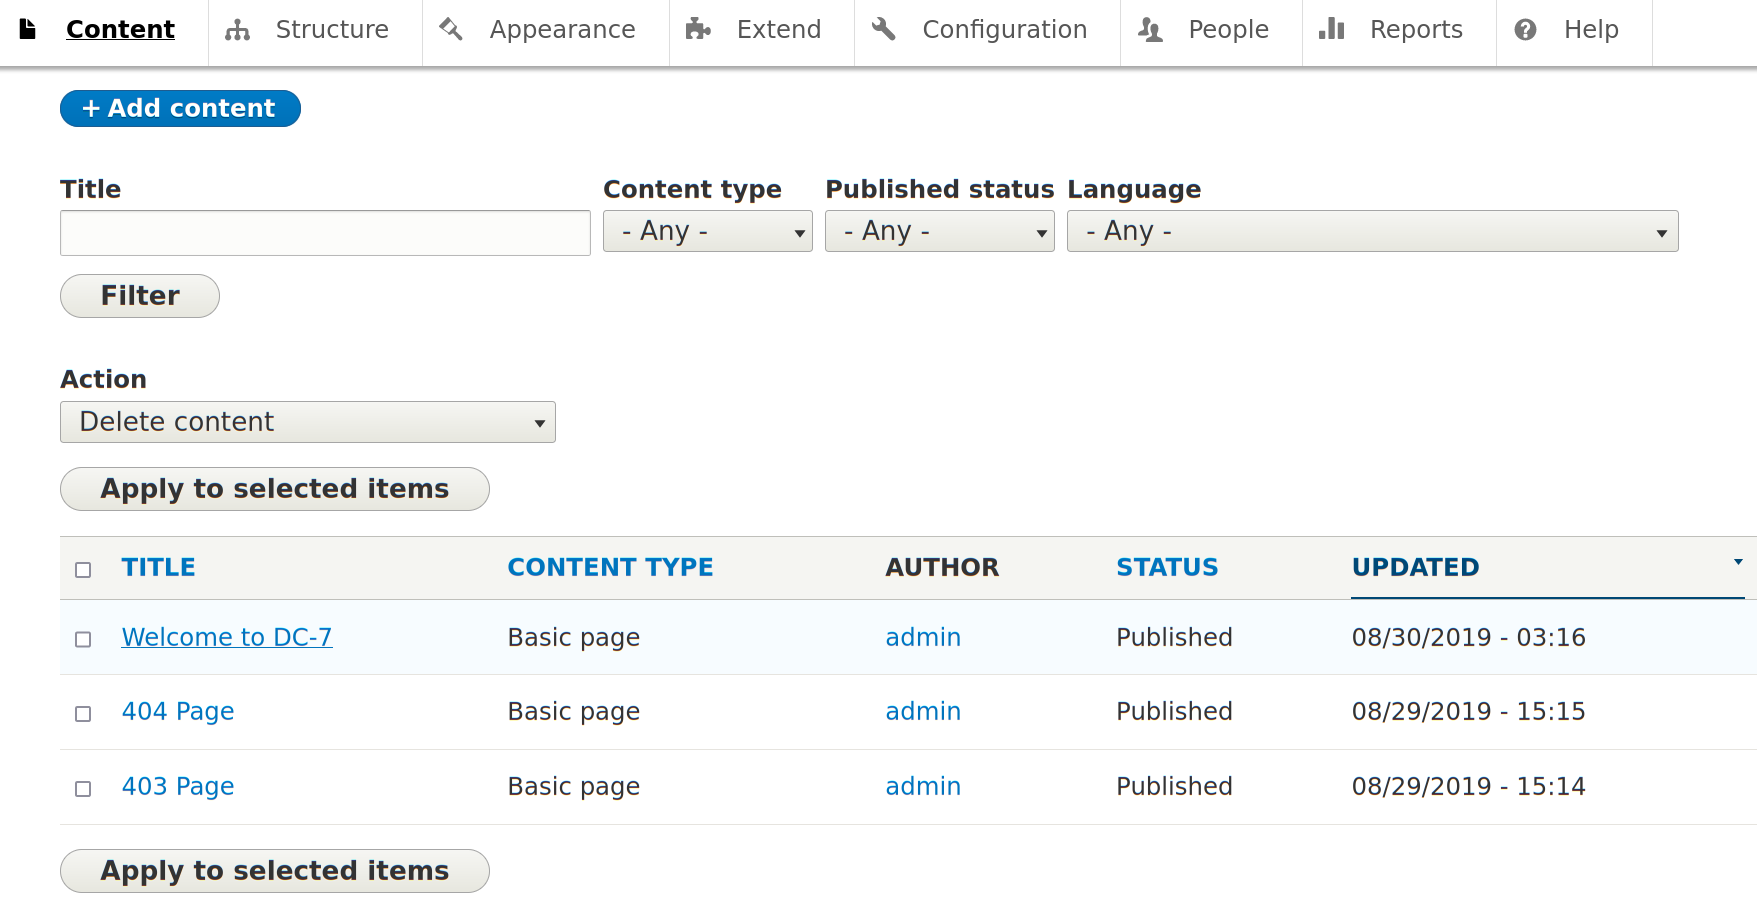 Content Structure Appearance Extend Configuration People Reports Help
+ Add content
Title Content type Published status Language
- Any - - Any - - Any -
Filter
Action
Delete content
Apply to selected items
TITLE CONTENT TYPE AUTHOR STATUS UPDATED
Welcome to DC-7 Basic page admin Published 08/30/2019 - 03:16
404 Page Basic page admin Published 08/29/2019 - 15:15
403 Page Basic page admin Published 08/29/2019 - 15:14
Apply to selected items